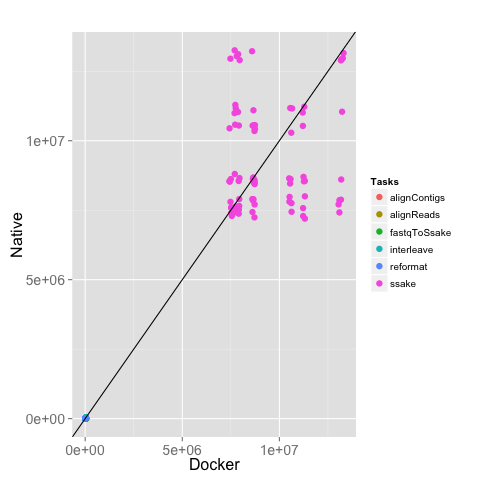 1e+07
5e+06
0e+00
Native
0e+00 5e+06 1e+07
Docker
Tasks
alignContigs
alignReads
fastqToSsake
interleave
reformat
ssake